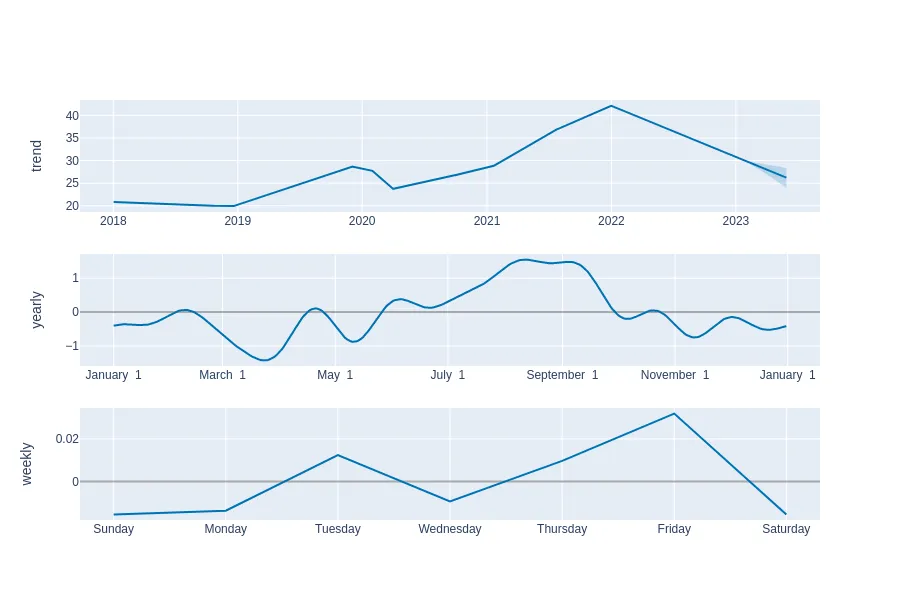 trend
40
35
30
25
20
2018 2019 2020 2021 2022 2023
yearly
1
0
−1
January 1 March 1 May 1 July 1 September 1 November 1 January 1
weekly
0.02
0
Sunday Monday Tuesday Wednesday Thursday Friday Saturday